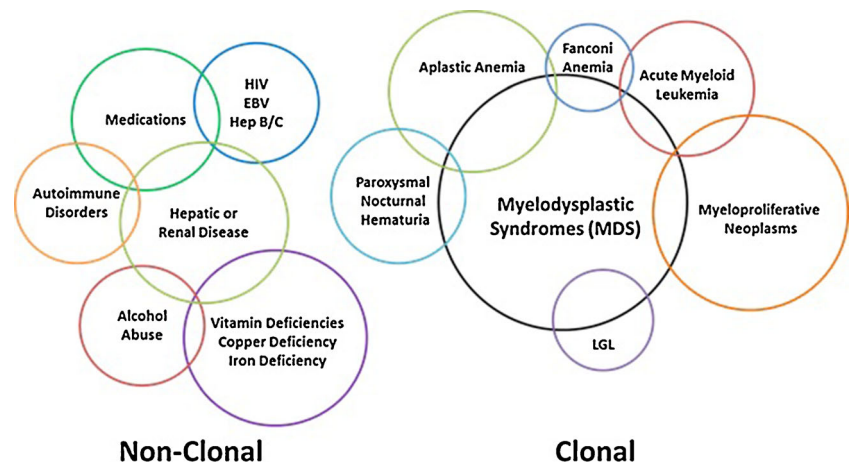 Medications
HIV
EBV
Hep B/C
Autoimmune
Disorders
Hepatic or
Renal Disease
Alcohol
Abuse
Vitamin Deficiencies
Copper Deficiency
Iron Deficiency
Non-Clonal
Aplastic Anemia
Fanconi
Anemia
Acute Myeloid
Leukemia
Paroxysmal
Nocturnal
Hematuria
Myelodysplastic
Syndromes (MDS)
Myeloproliferative
Neoplasms
LGL
Clonal